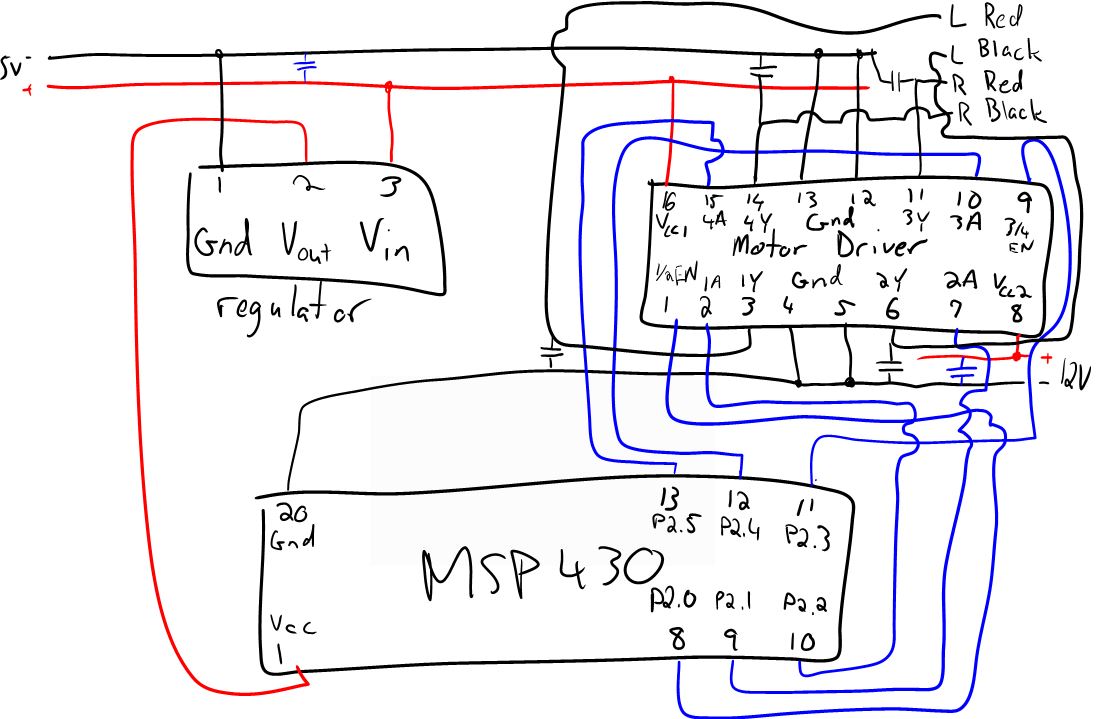 L Red
5v -
L Black
+
R Red
R Black
1 2 3
Gnd Vout Vin
regulator
16 15 14 13 12 11 10 9
Vcc1 4A 4Y Gnd 3Y 3A 3/4 EN
Motor Driver
1/2EN 1A 1Y Gnd 2Y 2A Vcc2
1 2 3 4 5 6 7 8
+
- 12V
20 13 12 11
Gnd P2.5 P2.4 P2.3
MSP430
P2.0 P2.1 P2.2
Vcc
1 8 9 10